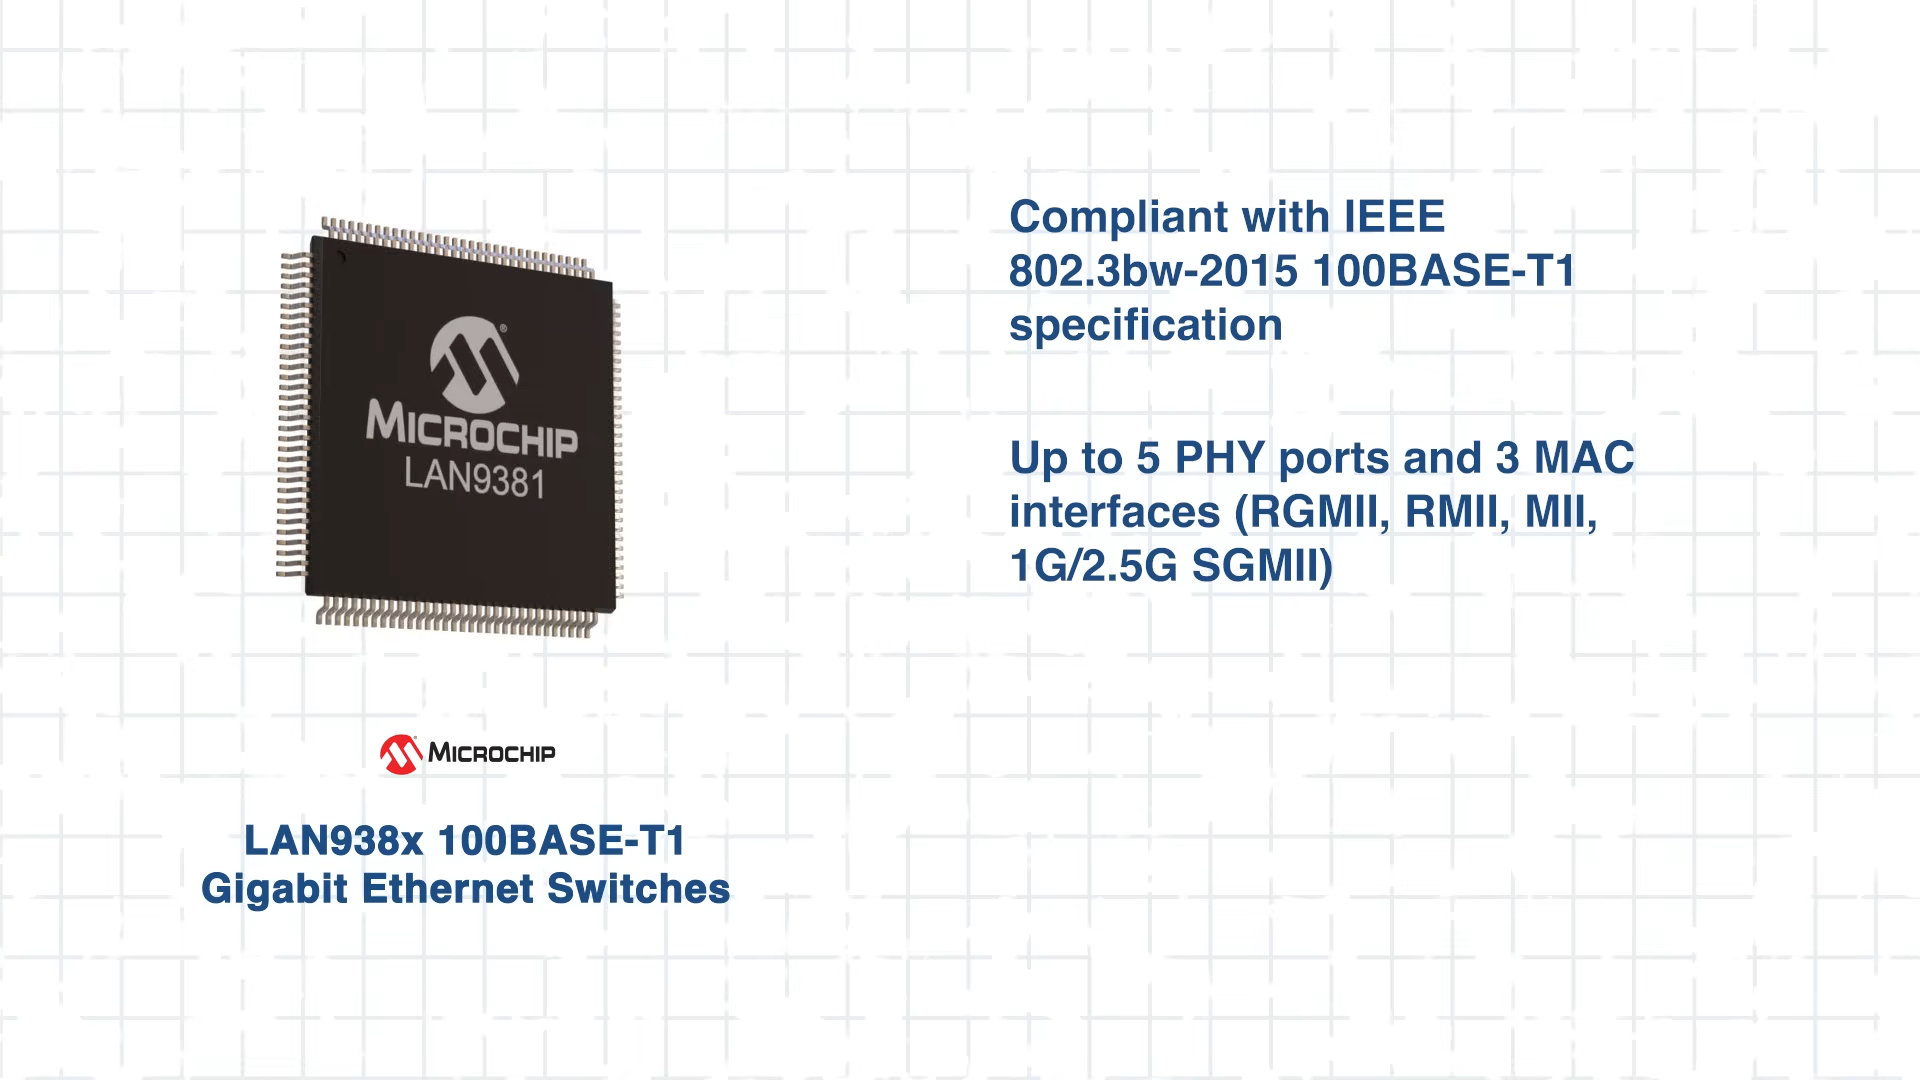 MICROCHIP
LAN9381
MICROCHIP
LAN938x 100BASE-T1
Gigabit Ethernet Switches
Compliant with IEEE
802.3bw-2015 100BASE-T1
specification
Up to 5 PHY ports and 3 MAC
interfaces (RGMII, RMII, MII,
1G/2.5G SGMII)